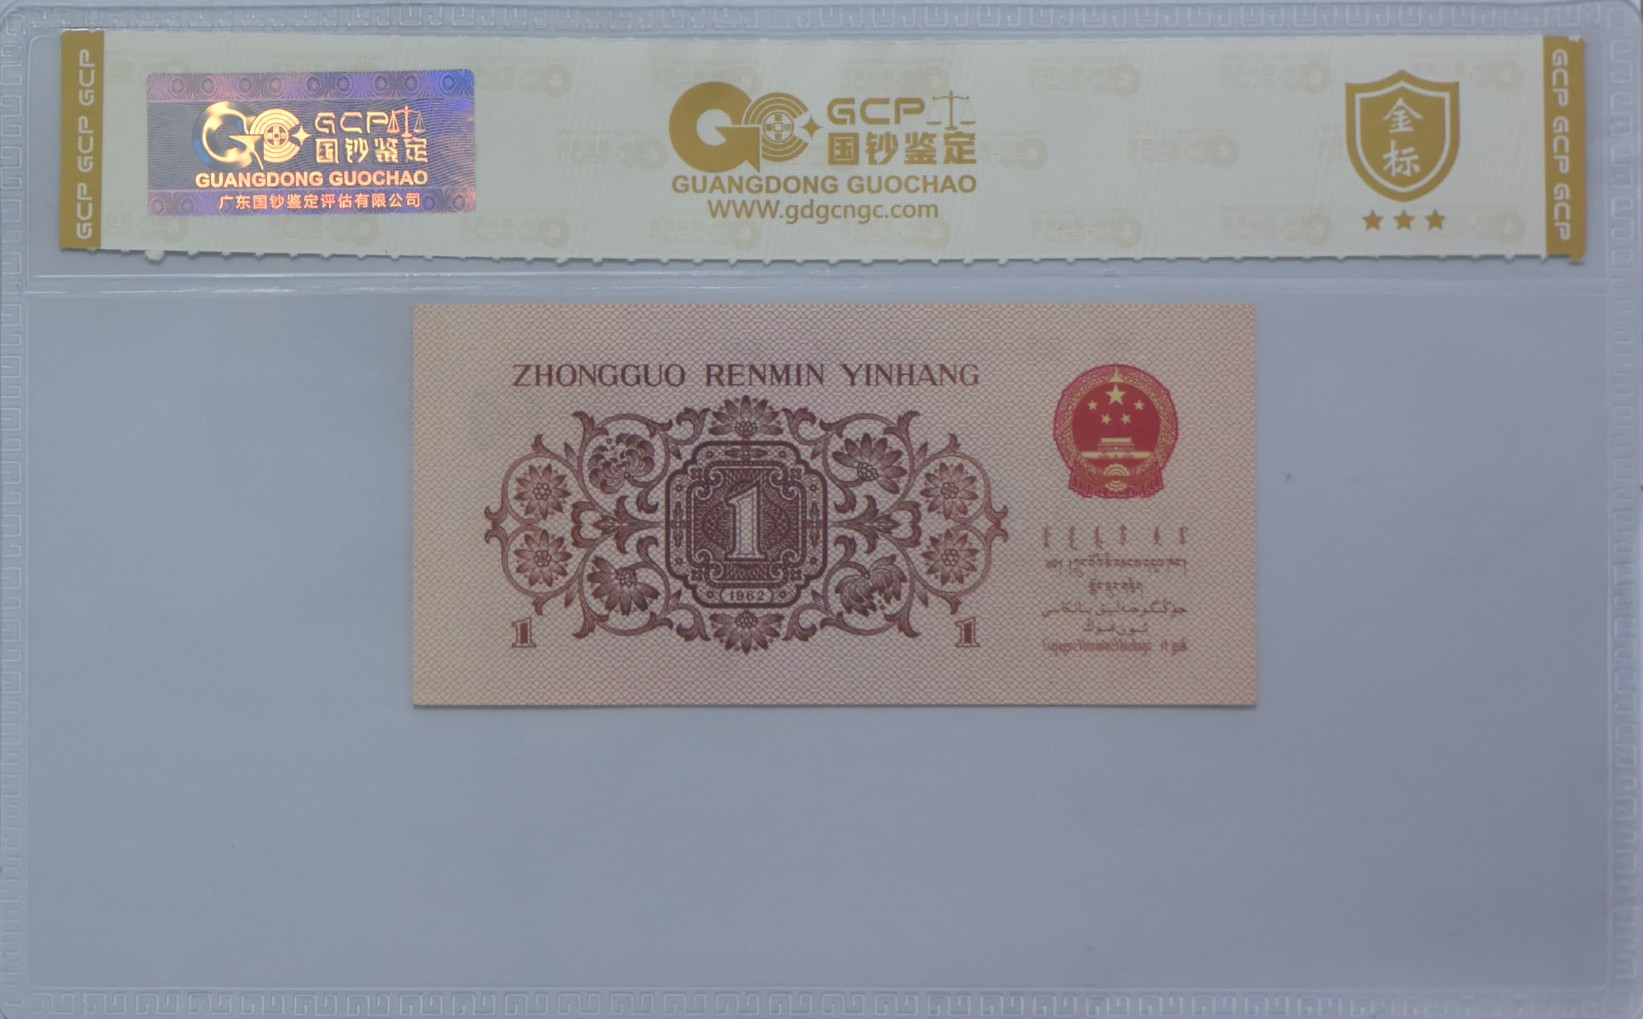 GCP GCP GCP
GCP
国钞鉴定
GUANGDONG GUOCHAO
广东国钞鉴定评估有限公司
GCP
国钞鉴定
GUANGDONG GUOCHAO
WWW.gdgcngc.com
金标
GCP GCP GCP
ZHONGGUO RENMIN YINHANG
1
1962
1
1